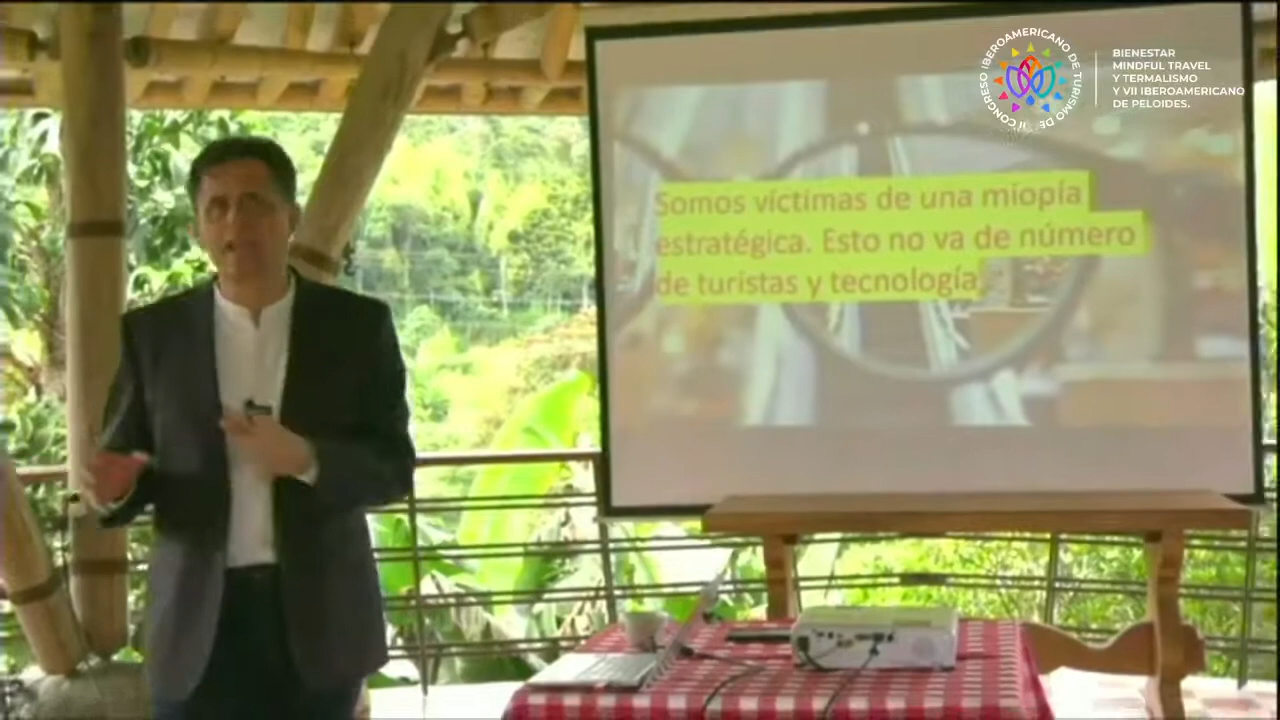 II CONGRESO IBEROAMERICANO DE TURISMO DE
BIENESTAR
MINDFUL TRAVEL
Y TERMALISMO
Y VII IBEROAMERICANO
DE PELOIDES.
Somos víctimas de una miopía
estratégica. Esto no va de número
de turistas y tecnología